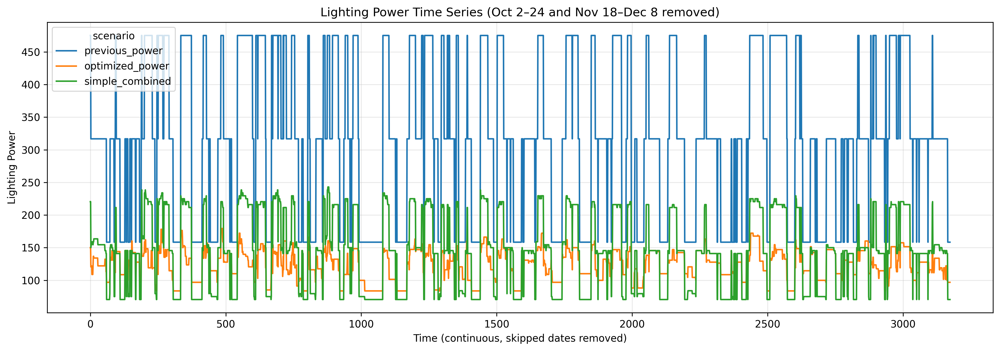 Lighting Power Time Series (Oct 2–24 and Nov 18–Dec 8 removed)
scenario
previous_power
optimized_power
simple_combined
Lighting Power
450
400
350
300
250
200
150
100
0 500 1000 1500 2000 2500 3000
Time (continuous, skipped dates removed)